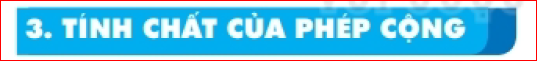 3. TÍNH CHẤT CỦA PHÉP CỘNG